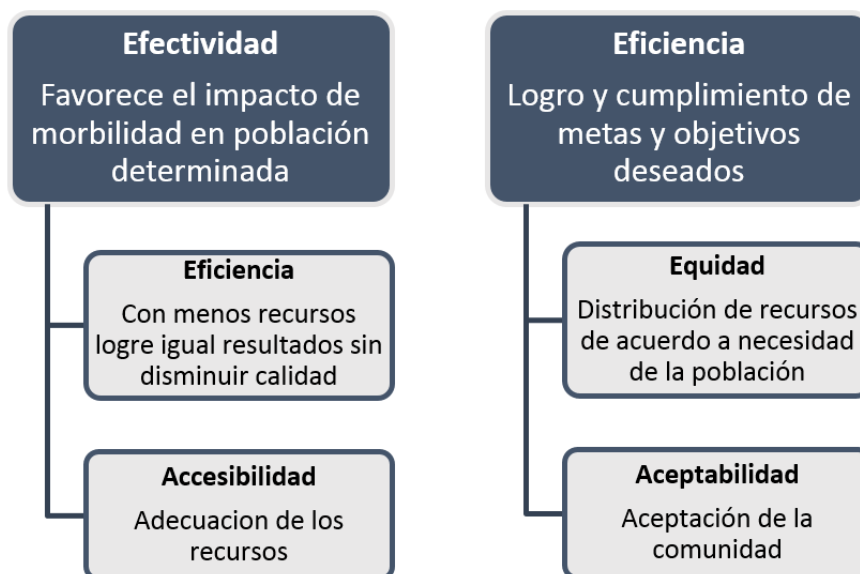 Efectividad
Favorece el impacto de
morbilidad en población
determinada
Eficiencia
Con menos recursos
logre igual resultados sin
disminuir calidad
Accesibilidad
Adecuacion de los
recursos
Eficiencia
Logro y cumplimiento de
metas y objetivos
deseados
Equidad
Distribución de recursos
de acuerdo a necesidad
de la población
Aceptabilidad
Aceptación de la
comunidad